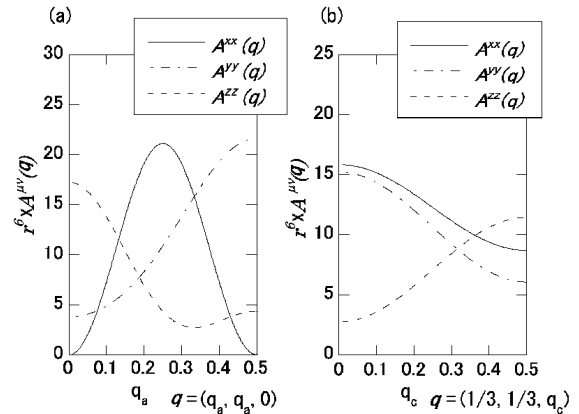 (a)
A^xx(q)
A^yy(q)
A^zz(q)
r^6 x A^μν(q)
30
25
20
15
10
5
0
0 0.1 0.2 0.3 0.4 0.5
q_a q=(q_a, q_a, 0)
(b)
A^xx(q)
A^yy(q)
A^zz(q)
r^6 x A^μν(q)
25
20
15
10
5
0
0 0.1 0.2 0.3 0.4 0.5
q_c q=(1/3, 1/3, q_c)